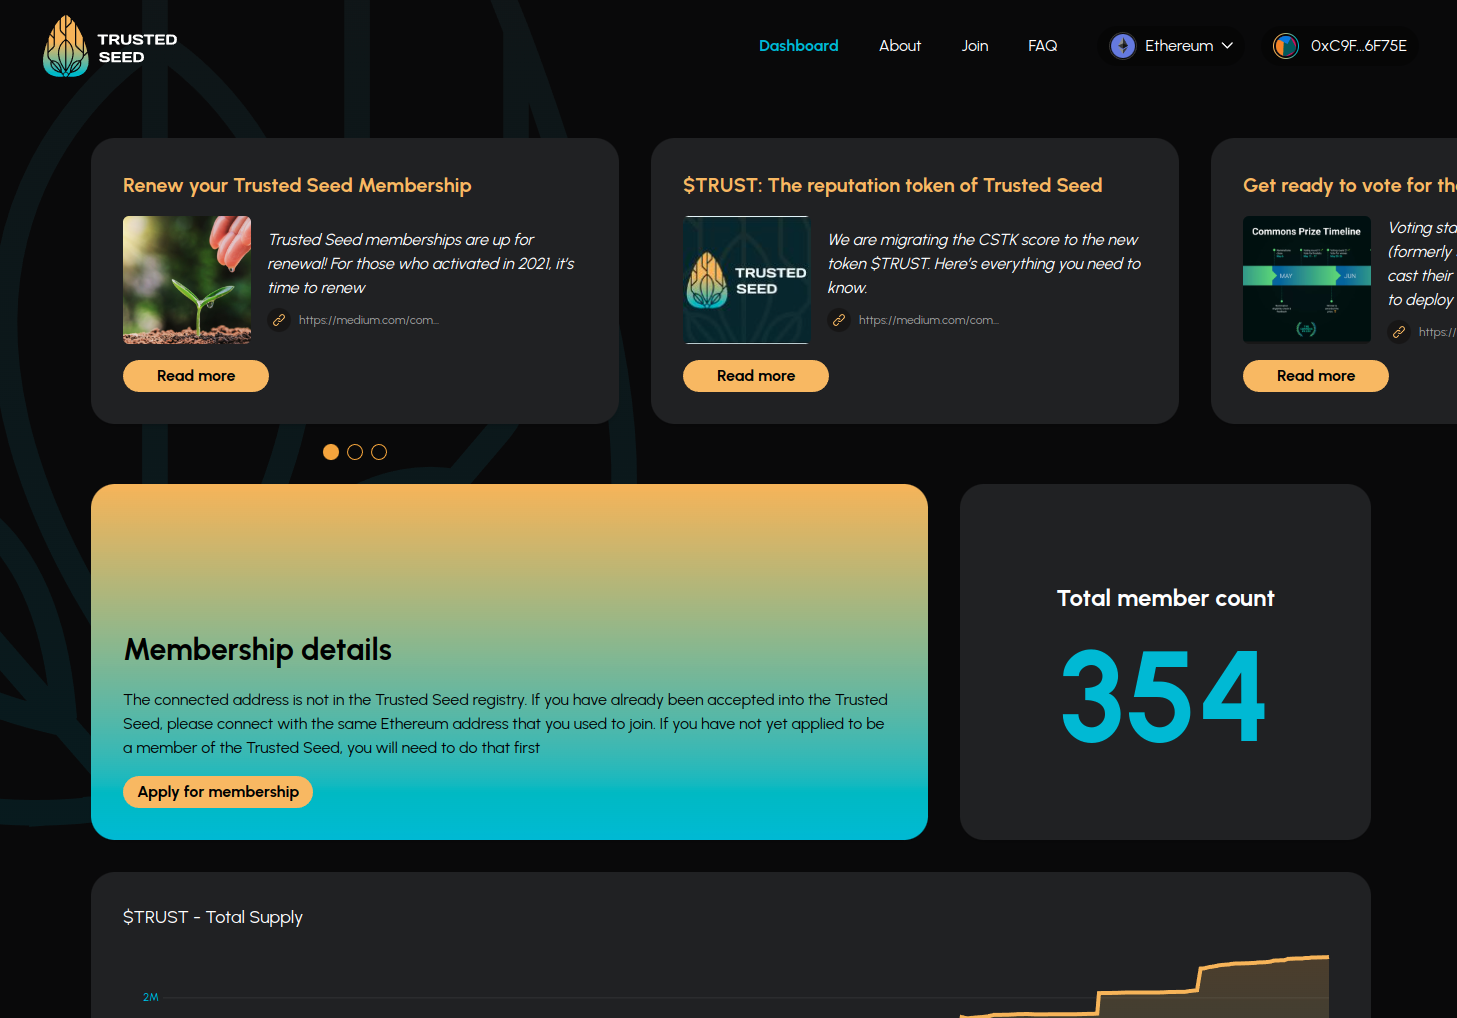 TRUSTED
SEED
Dashboard
About
Join
FAQ
Ethereum
0xC9F...6F75E
Renew your Trusted Seed Membership
Trusted Seed memberships are up for
renewal! For those who activated in 2021, it's
time to renew
https://medium.com/com...
Read more
$TRUST: The reputation token of Trusted Seed
TRUSTED
SEED
We are migrating the CSTK score to the new
token $TRUST. Here's everything you need to
know.
https://medium.com/com...
Read more
Get ready to vote for th
Commons Prize Timeline
MAY
JUN
Voting sta
(formerly
cast their
to deploy
https://
Read more
Membership details
The connected address is not in the Trusted Seed registry. If you have already been accepted into the Trusted
Seed, please connect with the same Ethereum address that you used to join. If you have not yet applied to be
a member of the Trusted Seed, you will need to do that first
Apply for membership
Total member count
354
$TRUST - Total Supply
2M